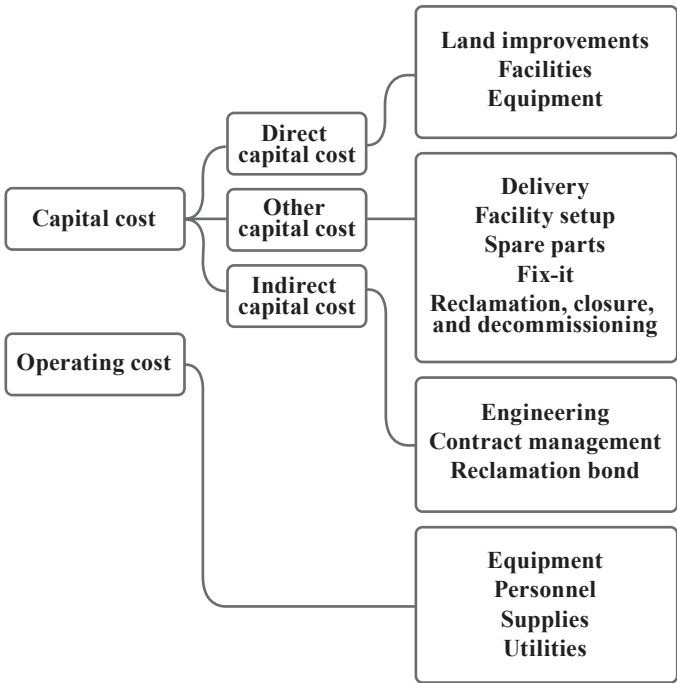 Capital cost
Direct
capital cost
Land improvements
Facilities
Equipment
Other
capital cost
Delivery
Facility setup
Spare parts
Fix-it
Reclamation, closure,
and decommissioning
Indirect
capital cost
Engineering
Contract management
Reclamation bond
Operating cost
Equipment
Personnel
Supplies
Utilities